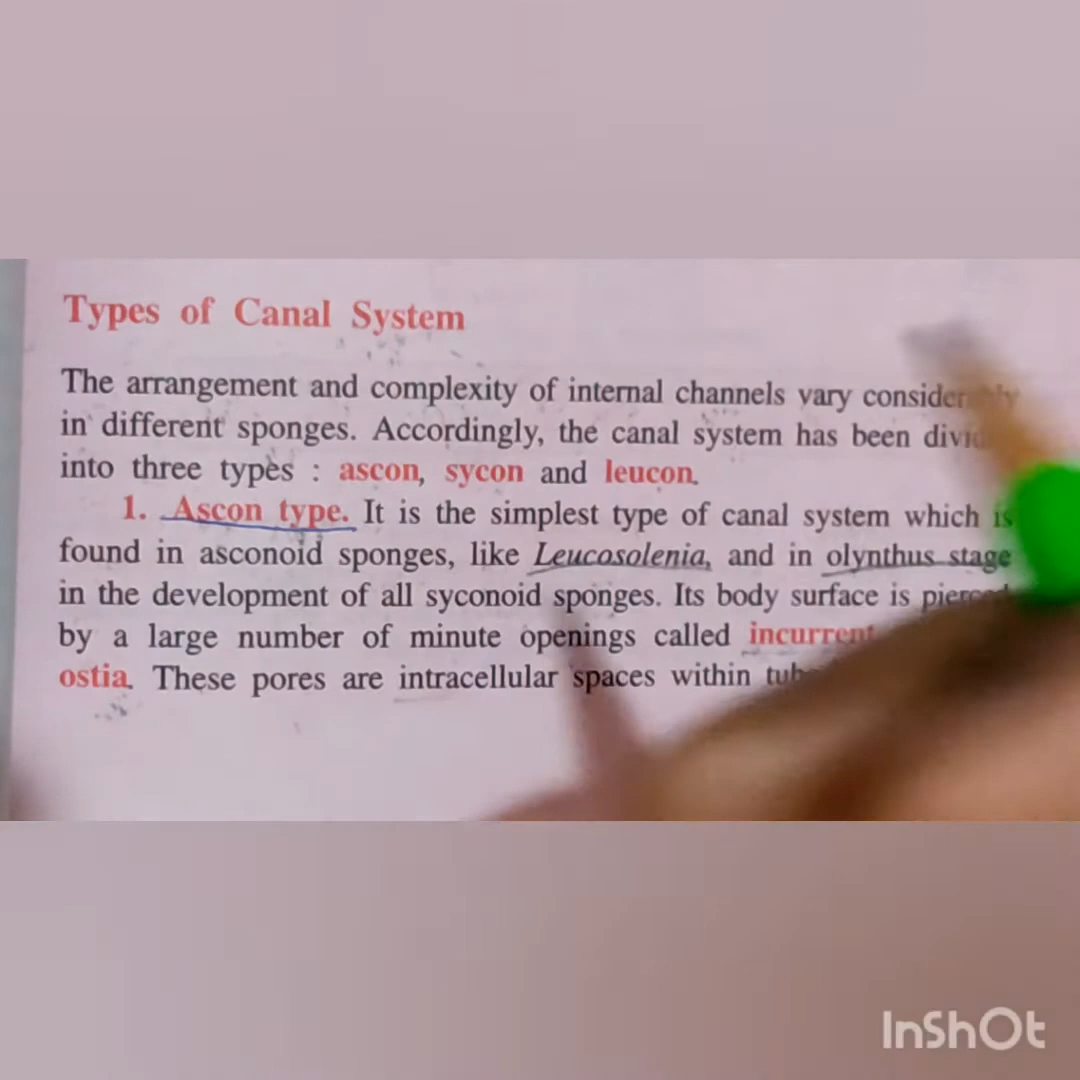 Types of Canal System
The arrangement and complexity of internal channels vary
in different sponges. Accordingly, the canal system has been
into three types : ascon, sycon and leucon.
1. Ascon type. It is the simplest type of canal system which is
found in asconoid sponges, like Leucosolenia, and in olynthus stage
in the development of all syconoid sponges. Its body surface is
by a large number of minute openings called incurrent
ostia. These pores are intracellular spaces within
InShOt